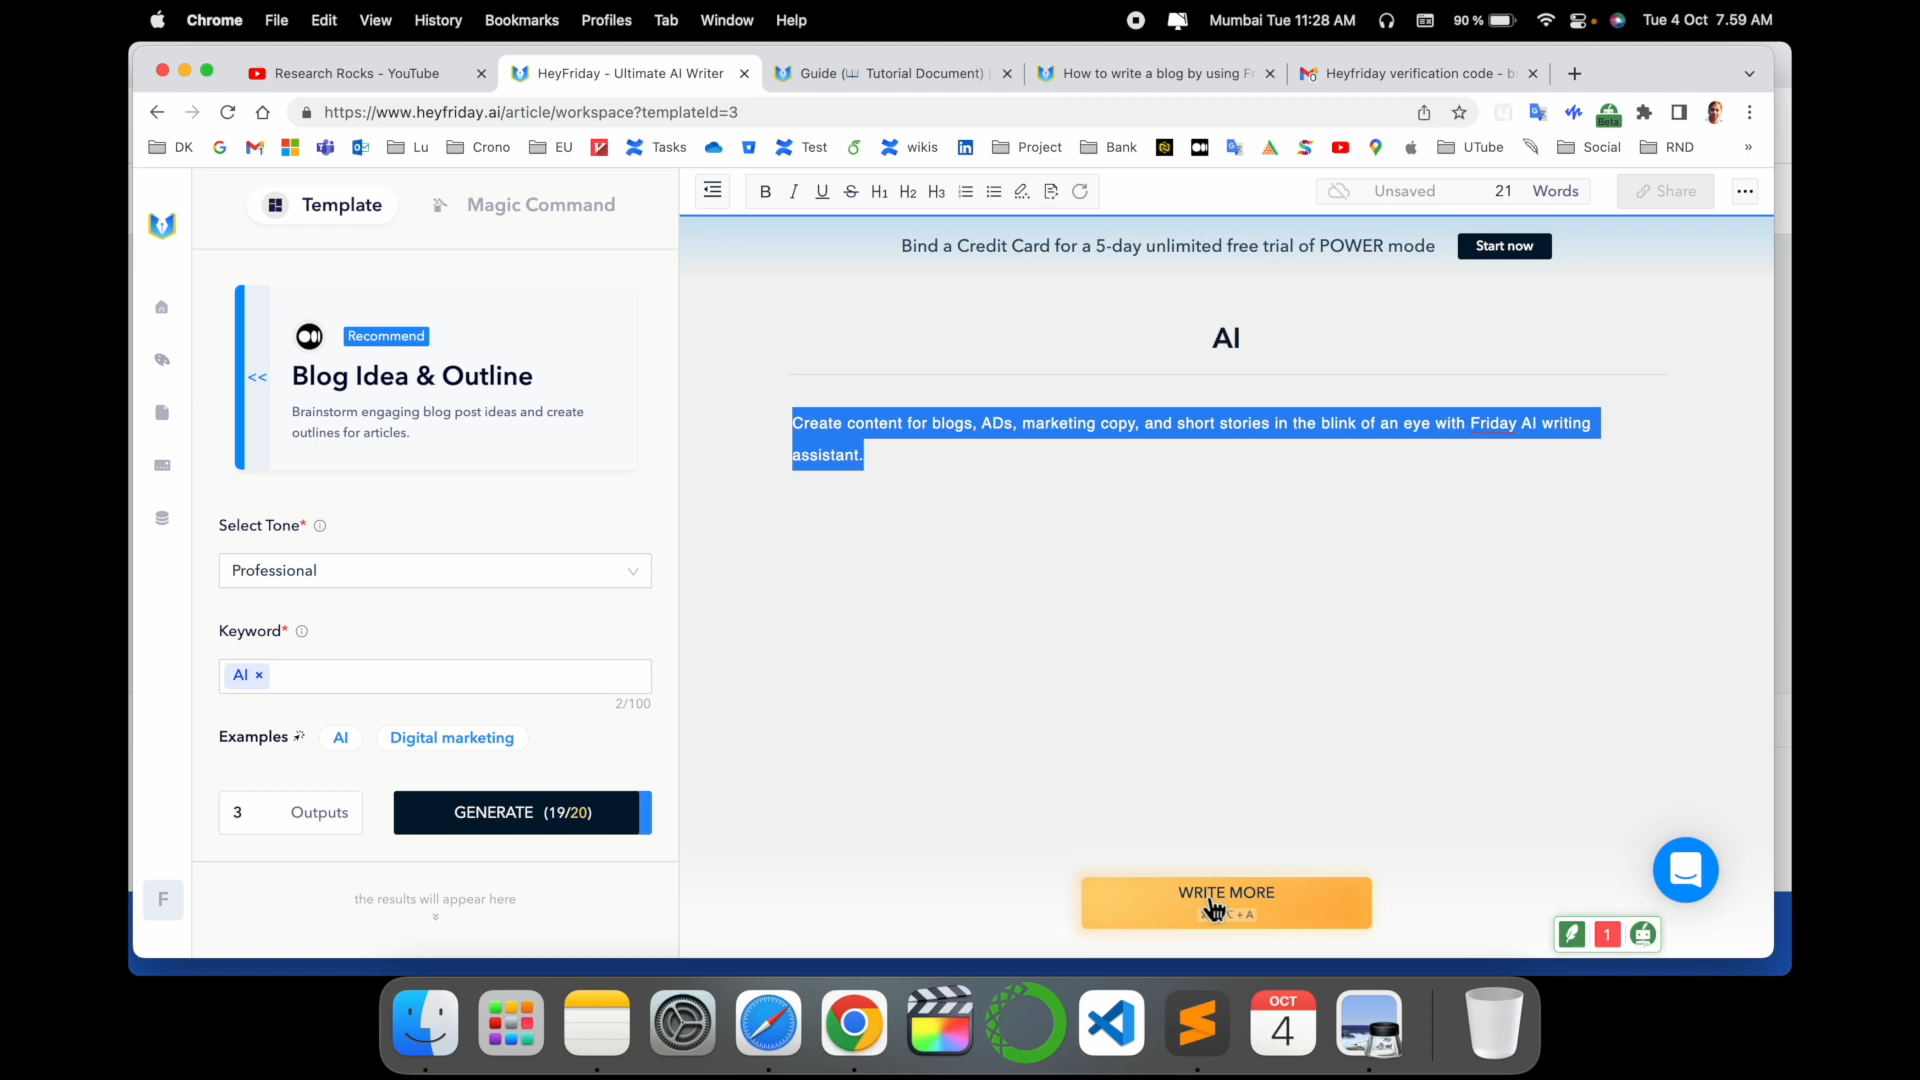 Chrome File Edit View History Bookmarks Profiles Tab Window Help
Mumbai Tue 11:28 AM 90 % Tue 4 Oct 7.59 AM
Research Rocks - YouTube
HeyFriday - Ultimate AI Writer
Guide ( Tutorial Document)
How to write a blog by using Fr
Heyfriday verification code - b
https://www.heyfriday.ai/article/workspace?templateId=3
Beta
DK Lu Crono EU Tasks Test wikis Project Bank UTube Social RND »
Template Magic Command
B I U S H1 H2 H3
Unsaved 21 Words Share
Bind a Credit Card for a 5-day unlimited free trial of POWER mode Start now
Recommend
<< Blog Idea & Outline
Brainstorm engaging blog post ideas and create
outlines for articles.
AI
Create content for blogs, ADs, marketing copy, and short stories in the blink of an eye with Friday AI writing
assistant.
Select Tone*
Professional
Keyword*
AI ×
2/100
Examples AI Digital marketing
3 Outputs GENERATE (19/20)
the results will appear here
F
WRITE MORE
+ A
1
OCT
4